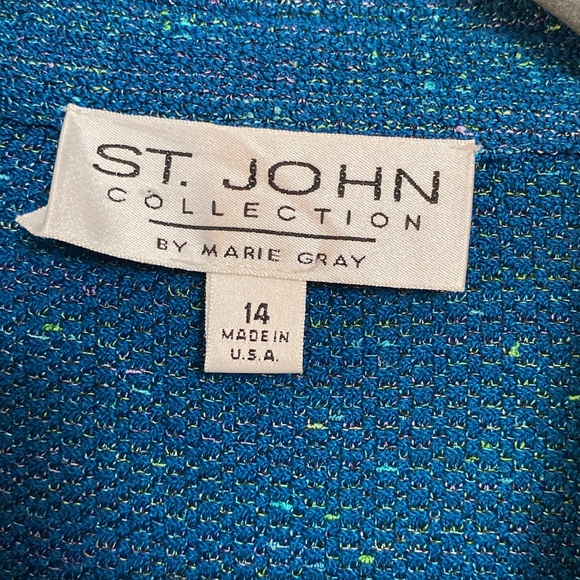 ST. JOHN
COLLECTION
BY MARIE GRAY
14
MADE IN
U.S.A.